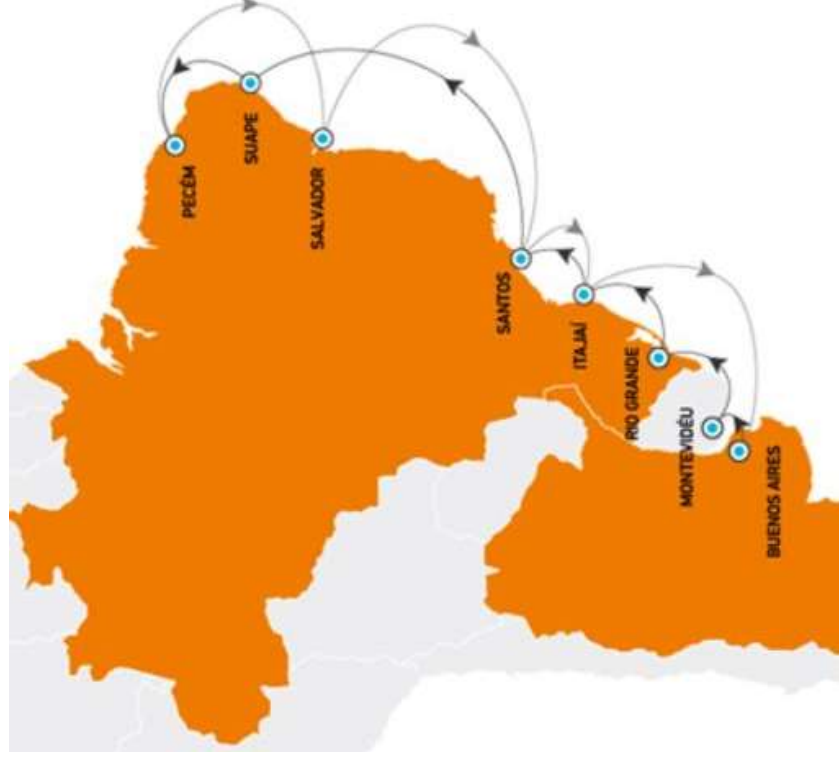 PECÉM
SUAPE
SALVADOR
SANTOS
ITAJAÍ
RIO GRANDE
MONTEVIDÉU
BUENOS AIRES